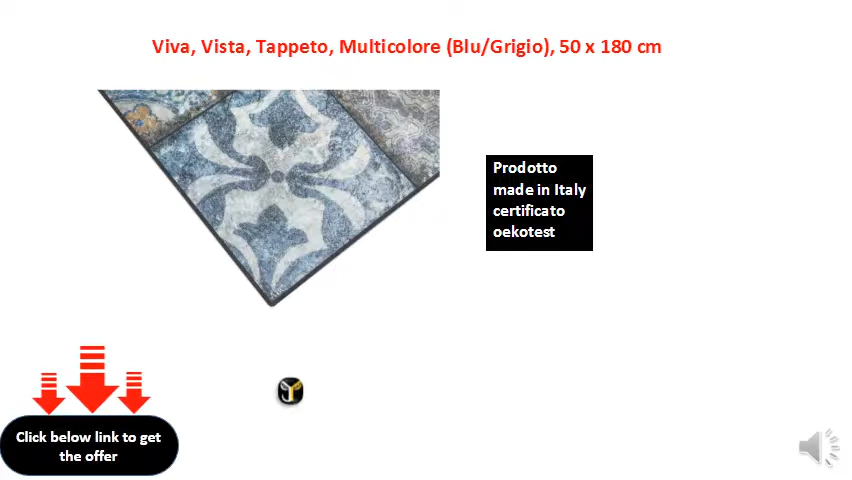 Viva, Vista, Tappeto, Multicolore (Blu/Grigio), 50 x 180 cm
Prodotto
made in Italy
certificato
oekotest
Click below link to get
the offer